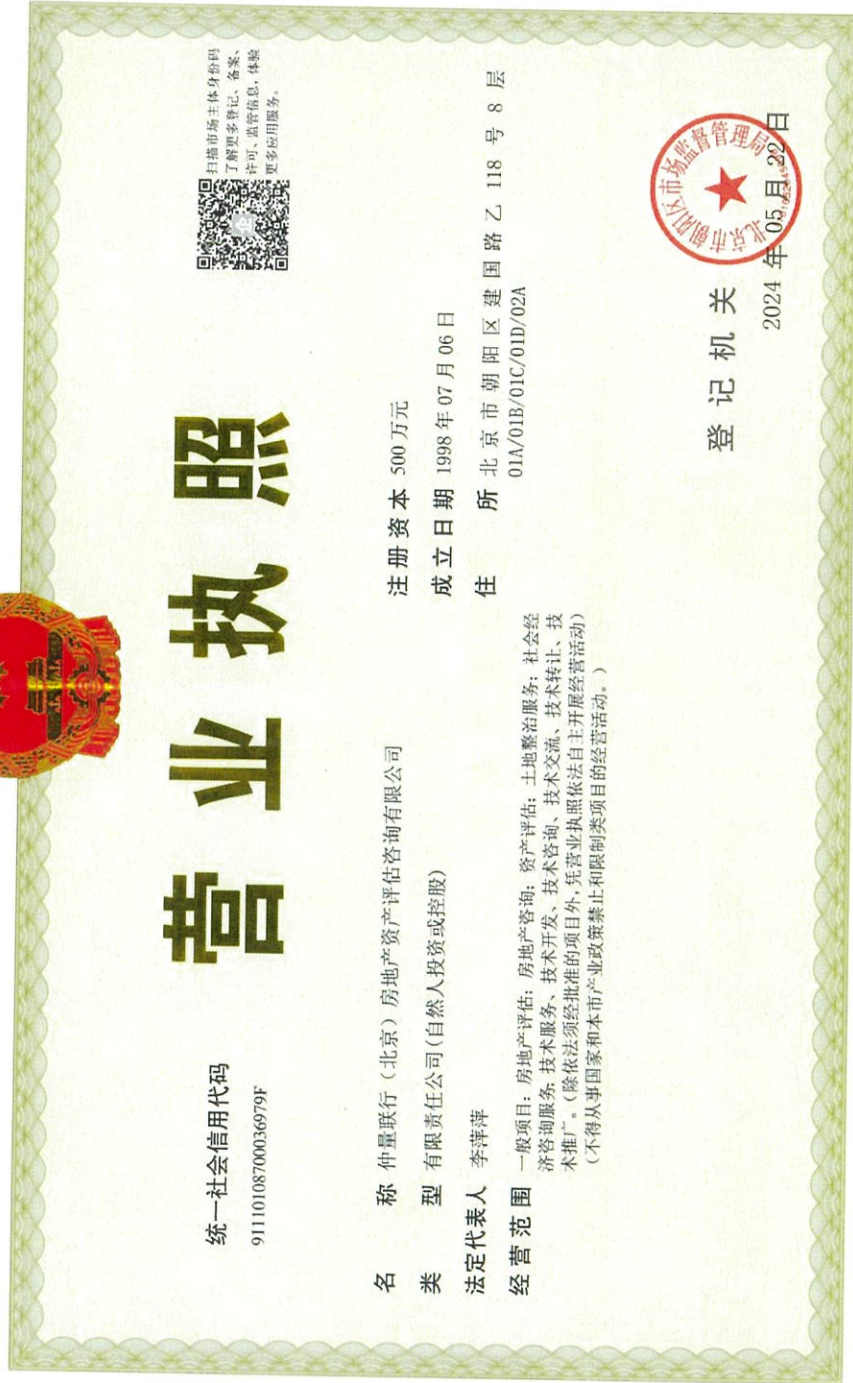 统一社会信用代码
91110108700036979F
营业执照
扫描市场主体身份码
了解更多登记、备案、
许可、监管信息，体验
更多应用服务。
名 称 仲量联行（北京）房地产资产评估咨询有限公司
类 型 有限责任公司(自然人投资或控股)
法定代表人 李萍萍
经营范围 一般项目：房地产评估；房地产咨询；资产评估；土地整治服务；社会经
济咨询服务；技术服务、技术开发、技术咨询、技术交流、技术转让、技
术推广。（除依法须经批准的项目外，凭营业执照依法自主开展经营活动）
（不得从事国家和本市产业政策禁止和限制类项目的经营活动。）
注册资本 500万元
成立日期 1998年07月06日
住 所 北京市朝阳区建国路乙118号8层
01A/01B/01C/01D/02A
登记机关
北京市朝阳区市场监督管理局
2024年05月22日